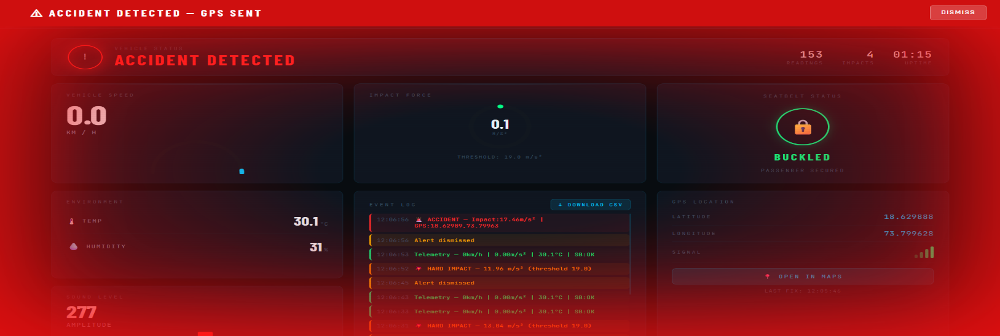 ACCIDENT DETECTED — GPS SENT
DISMISS
VEHICLE STATUS
ACCIDENT DETECTED
153
READINGS
4
IMPACTS
01:15
UPTIME
VEHICLE SPEED
0.0
KM / H
IMPACT FORCE
0.1
M/S²
THRESHOLD: 19.0 m/s²
SEATBELT STATUS
BUCKLED
PASSENGER SECURED
ENVIRONMENT
TEMP
30.1 °C
HUMIDITY
31 %
SOUND LEVEL
277
AMPLITUDE
EVENT LOG
↓ DOWNLOAD CSV
12:06:56 ACCIDENT — Impact:17.46m/s² |
GPS:18.62989,73.79963
12:06:56 Alert dismissed
12:06:53 Telemetry — 0km/h | 0.00m/s² | 30.1°C | SB:OK
12:06:52 HARD IMPACT — 11.96 m/s² (threshold 19.0)
12:06:45 Alert dismissed
12:06:43 Telemetry — 0km/h | 0.00m/s² | 30.1°C | SB:OK
12:06:33 Telemetry — 0km/h | 0.00m/s² | 30.1°C | SB:OK
12:06:31 HARD IMPACT — 13.84 m/s² (threshold 19.0)
GPS LOCATION
LATITUDE
18.629888
LONGITUDE
73.799628
SIGNAL
OPEN IN MAPS
LAST FIX: 12:05:46